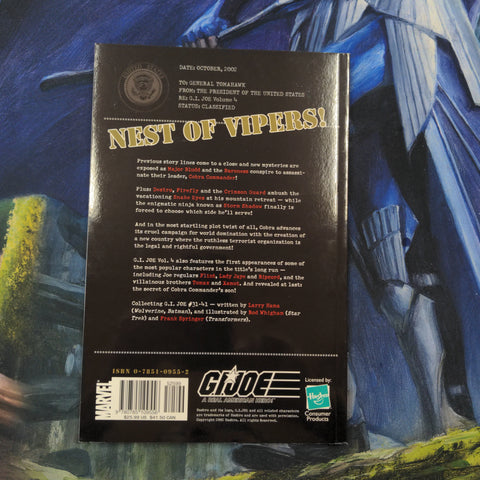 DATE: OCTOBER, 2002
TO: GENERAL TOMAHAWK
FROM: THE PRESIDENT OF THE UNITED STATES
RE: G.I. JOE Volume 4
STATUS: CLASSIFIED
NEST OF VIPERS!
Previous story lines come to a close and new mysteries are
exposed as Major Bludd and the Baroness conspire to assassi-
nate their leader, Cobra Commander!
Plus: Destro, Firefly and the Crimson Guard ambush the
vacationing Snake Eyes at his mountain retreat — while
the enigmatic ninja known as Storm Shadow finally is
forced to choose which side he'll serve!
And in the most startling plot twist of all, Cobra advances
its cruel campaign for world domination with the creation of
a new country where the ruthless terrorist organization is
the legal and rightful government!
G.I. JOE Vol. 4 also features the first appearances of some of
the most popular characters in the title's long run —
including Joe regulars Flint, Lady Jaye and Ripcord, and the
villainous brothers Tomax and Xamot. And revealed at last:
the secret of Cobra Commander's son!
Collecting G.I. JOE #31-41 — written by Larry Hama
(Wolverine, Batman), and illustrated by Rod Whigham (Star
Trek) and Frank Springer (Transformers).
ISBN 0-7851-0955-2
MARVEL
$25.99 US $41.50 CAN
G.I. JOE
A REAL AMERICAN HERO!
Licensed by:
Hasbro
Consumer
Products